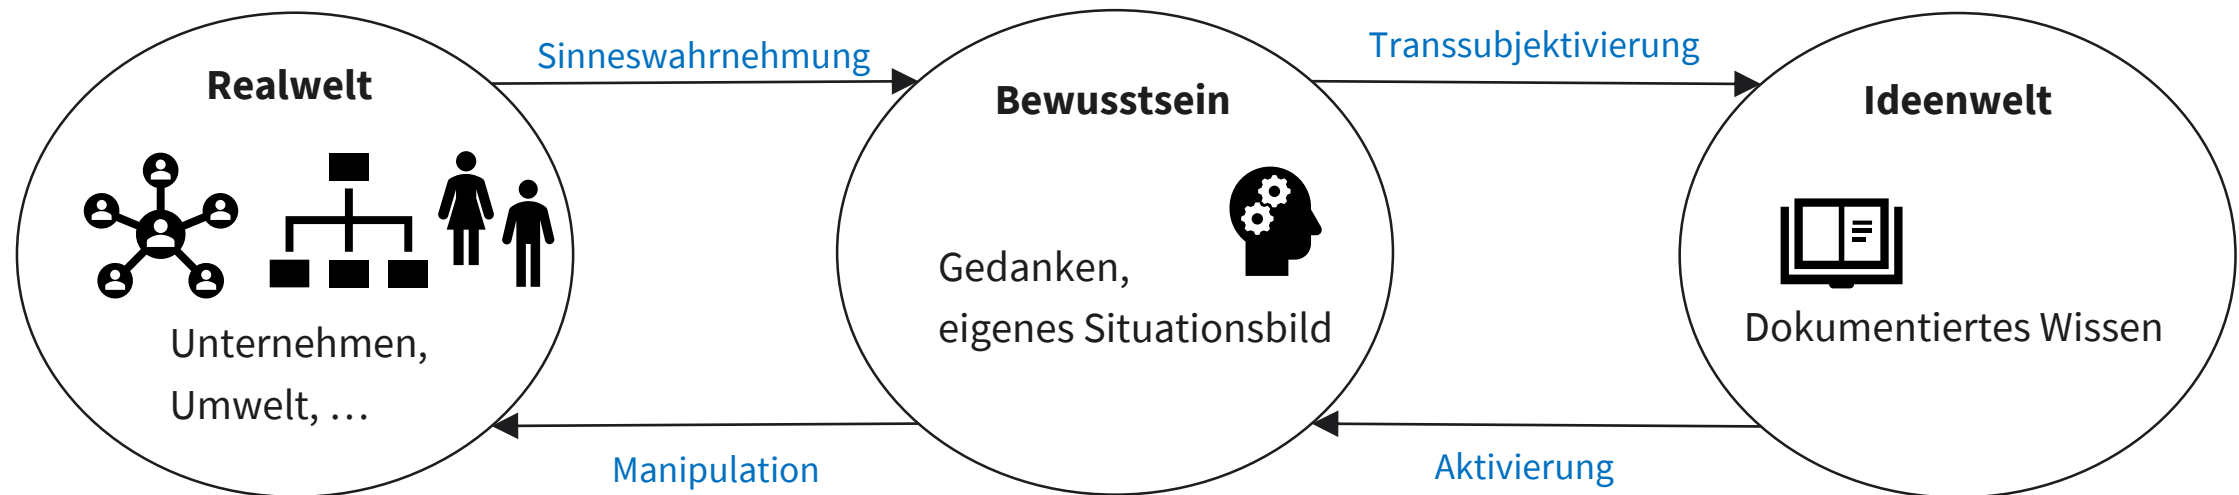 Realwelt
Sinneswahrnehmung
Bewusstsein
Transsubjektivierung
Ideenwelt
Unternehmen,
Umwelt, …
Gedanken,
eigenes Situationsbild
Dokumentiertes Wissen
Manipulation
Aktivierung